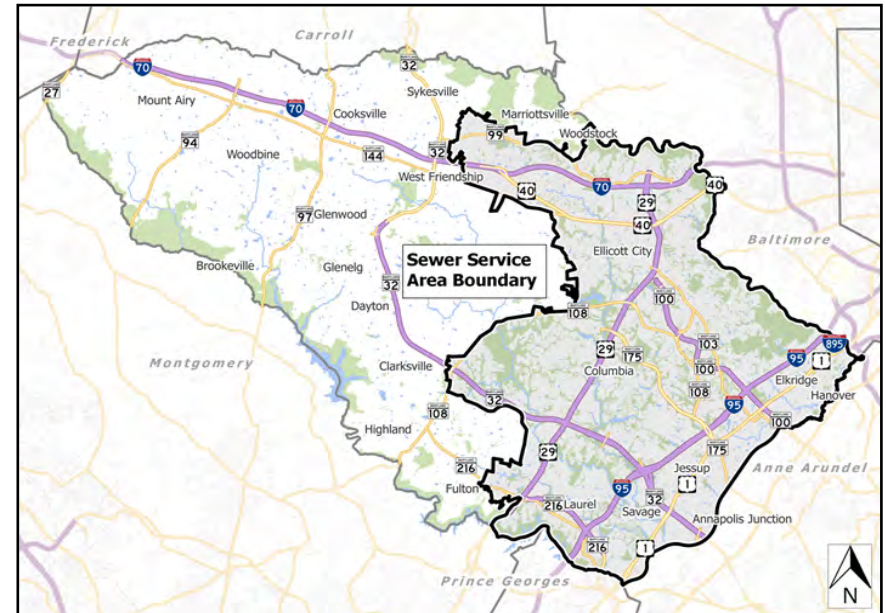 Frederick
Carroll
70
32
27
Sykesville
Mount Airy
70
Marriottsville
Cooksville
Woodstock
99
94
32
Woodbine
144
West Friendship
40
70
40
29
97
Glenwood
40
Ellicott City
Baltimore
Brookeville
Glenelg
Sewer Service
Area Boundary
32
100
Dayton
108
103
895
29
175
95
1
Montgomery
Clarksville
Columbia
100
Elkridge
32
108
95
Hanover
108
100
Highland
29
175
216
Jessup
Anne Arundel
Fulton
95
1
32
216
Laurel
Savage
Annapolis Junction
216
1
Prince Georges
N